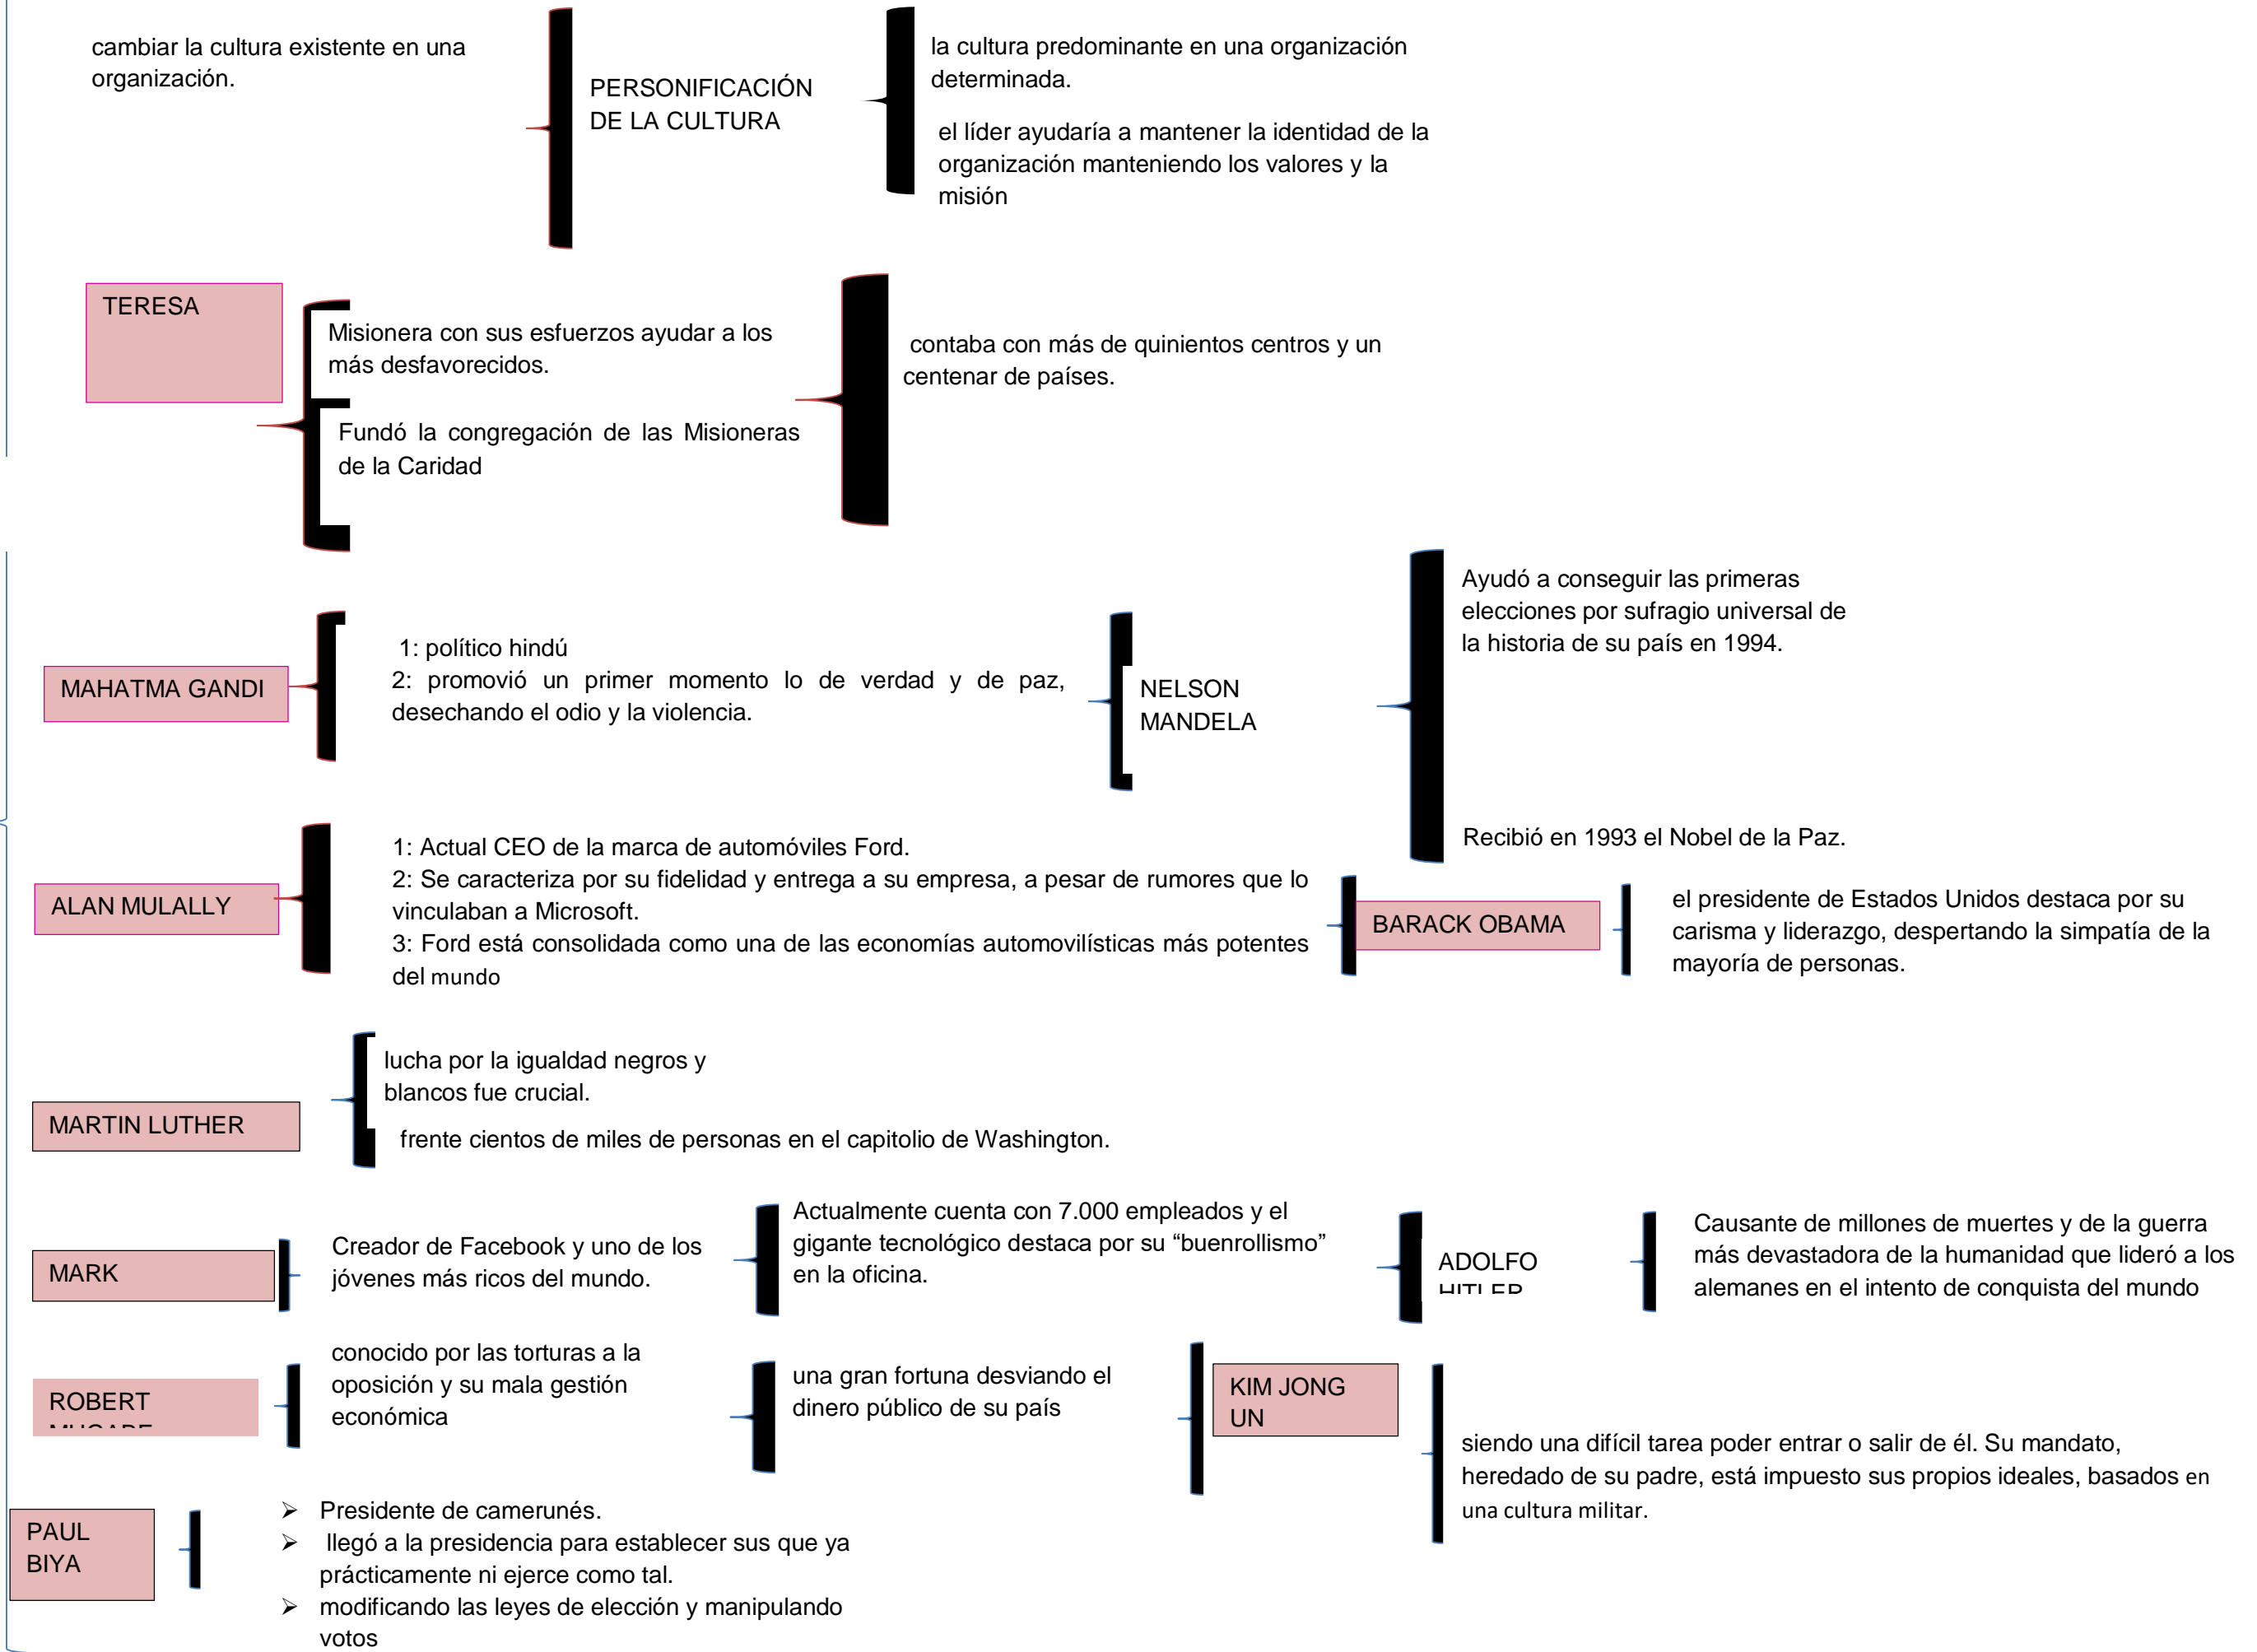 cambiar la cultura existente en una
organización.
PERSONIFICACIÓN
DE LA CULTURA
la cultura predominante en una organización
determinada.
el líder ayudaría a mantener la identidad de la
organización manteniendo los valores y la
misión
TERESA
Misionera con sus esfuerzos ayudar a los
más desfavorecidos.
Fundó la congregación de las Misioneras
de la Caridad
contaba con más de quinientos centros y un
centenar de países.
MAHATMA GANDI
1: político hindú
2: promovió un primer momento lo de verdad y de paz,
desechando el odio y la violencia.
NELSON
MANDELA
Ayudó a conseguir las primeras
elecciones por sufragio universal de
la historia de su país en 1994.
Recibió en 1993 el Nobel de la Paz.
ALAN MULALLY
1: Actual CEO de la marca de automóviles Ford.
2: Se caracteriza por su fidelidad y entrega a su empresa, a pesar de rumores que lo
vinculaban a Microsoft.
3: Ford está consolidada como una de las economías automovilísticas más potentes
del mundo
BARACK OBAMA
el presidente de Estados Unidos destaca por su
carisma y liderazgo, despertando la simpatía de la
mayoría de personas.
MARTIN LUTHER
lucha por la igualdad negros y
blancos fue crucial.
frente cientos de miles de personas en el capitolio de Washington.
MARK
Creador de Facebook y uno de los
jóvenes más ricos del mundo.
Actualmente cuenta con 7.000 empleados y el
gigante tecnológico destaca por su “buenrollismo”
en la oficina.
ADOLFO
HITLER
Causante de millones de muertes y de la guerra
más devastadora de la humanidad que lideró a los
alemanes en el intento de conquista del mundo
ROBERT
conocido por las torturas a la
oposición y su mala gestión
económica
una gran fortuna desviando el
dinero público de su país
KIM JONG
UN
siendo una difícil tarea poder entrar o salir de él. Su mandato,
heredado de su padre, está impuesto sus propios ideales, basados en
una cultura militar.
PAUL
BIYA
➢ Presidente de camerunés.
➢ llegó a la presidencia para establecer sus que ya
prácticamente ni ejerce como tal.
➢ modificando las leyes de elección y manipulando
votos